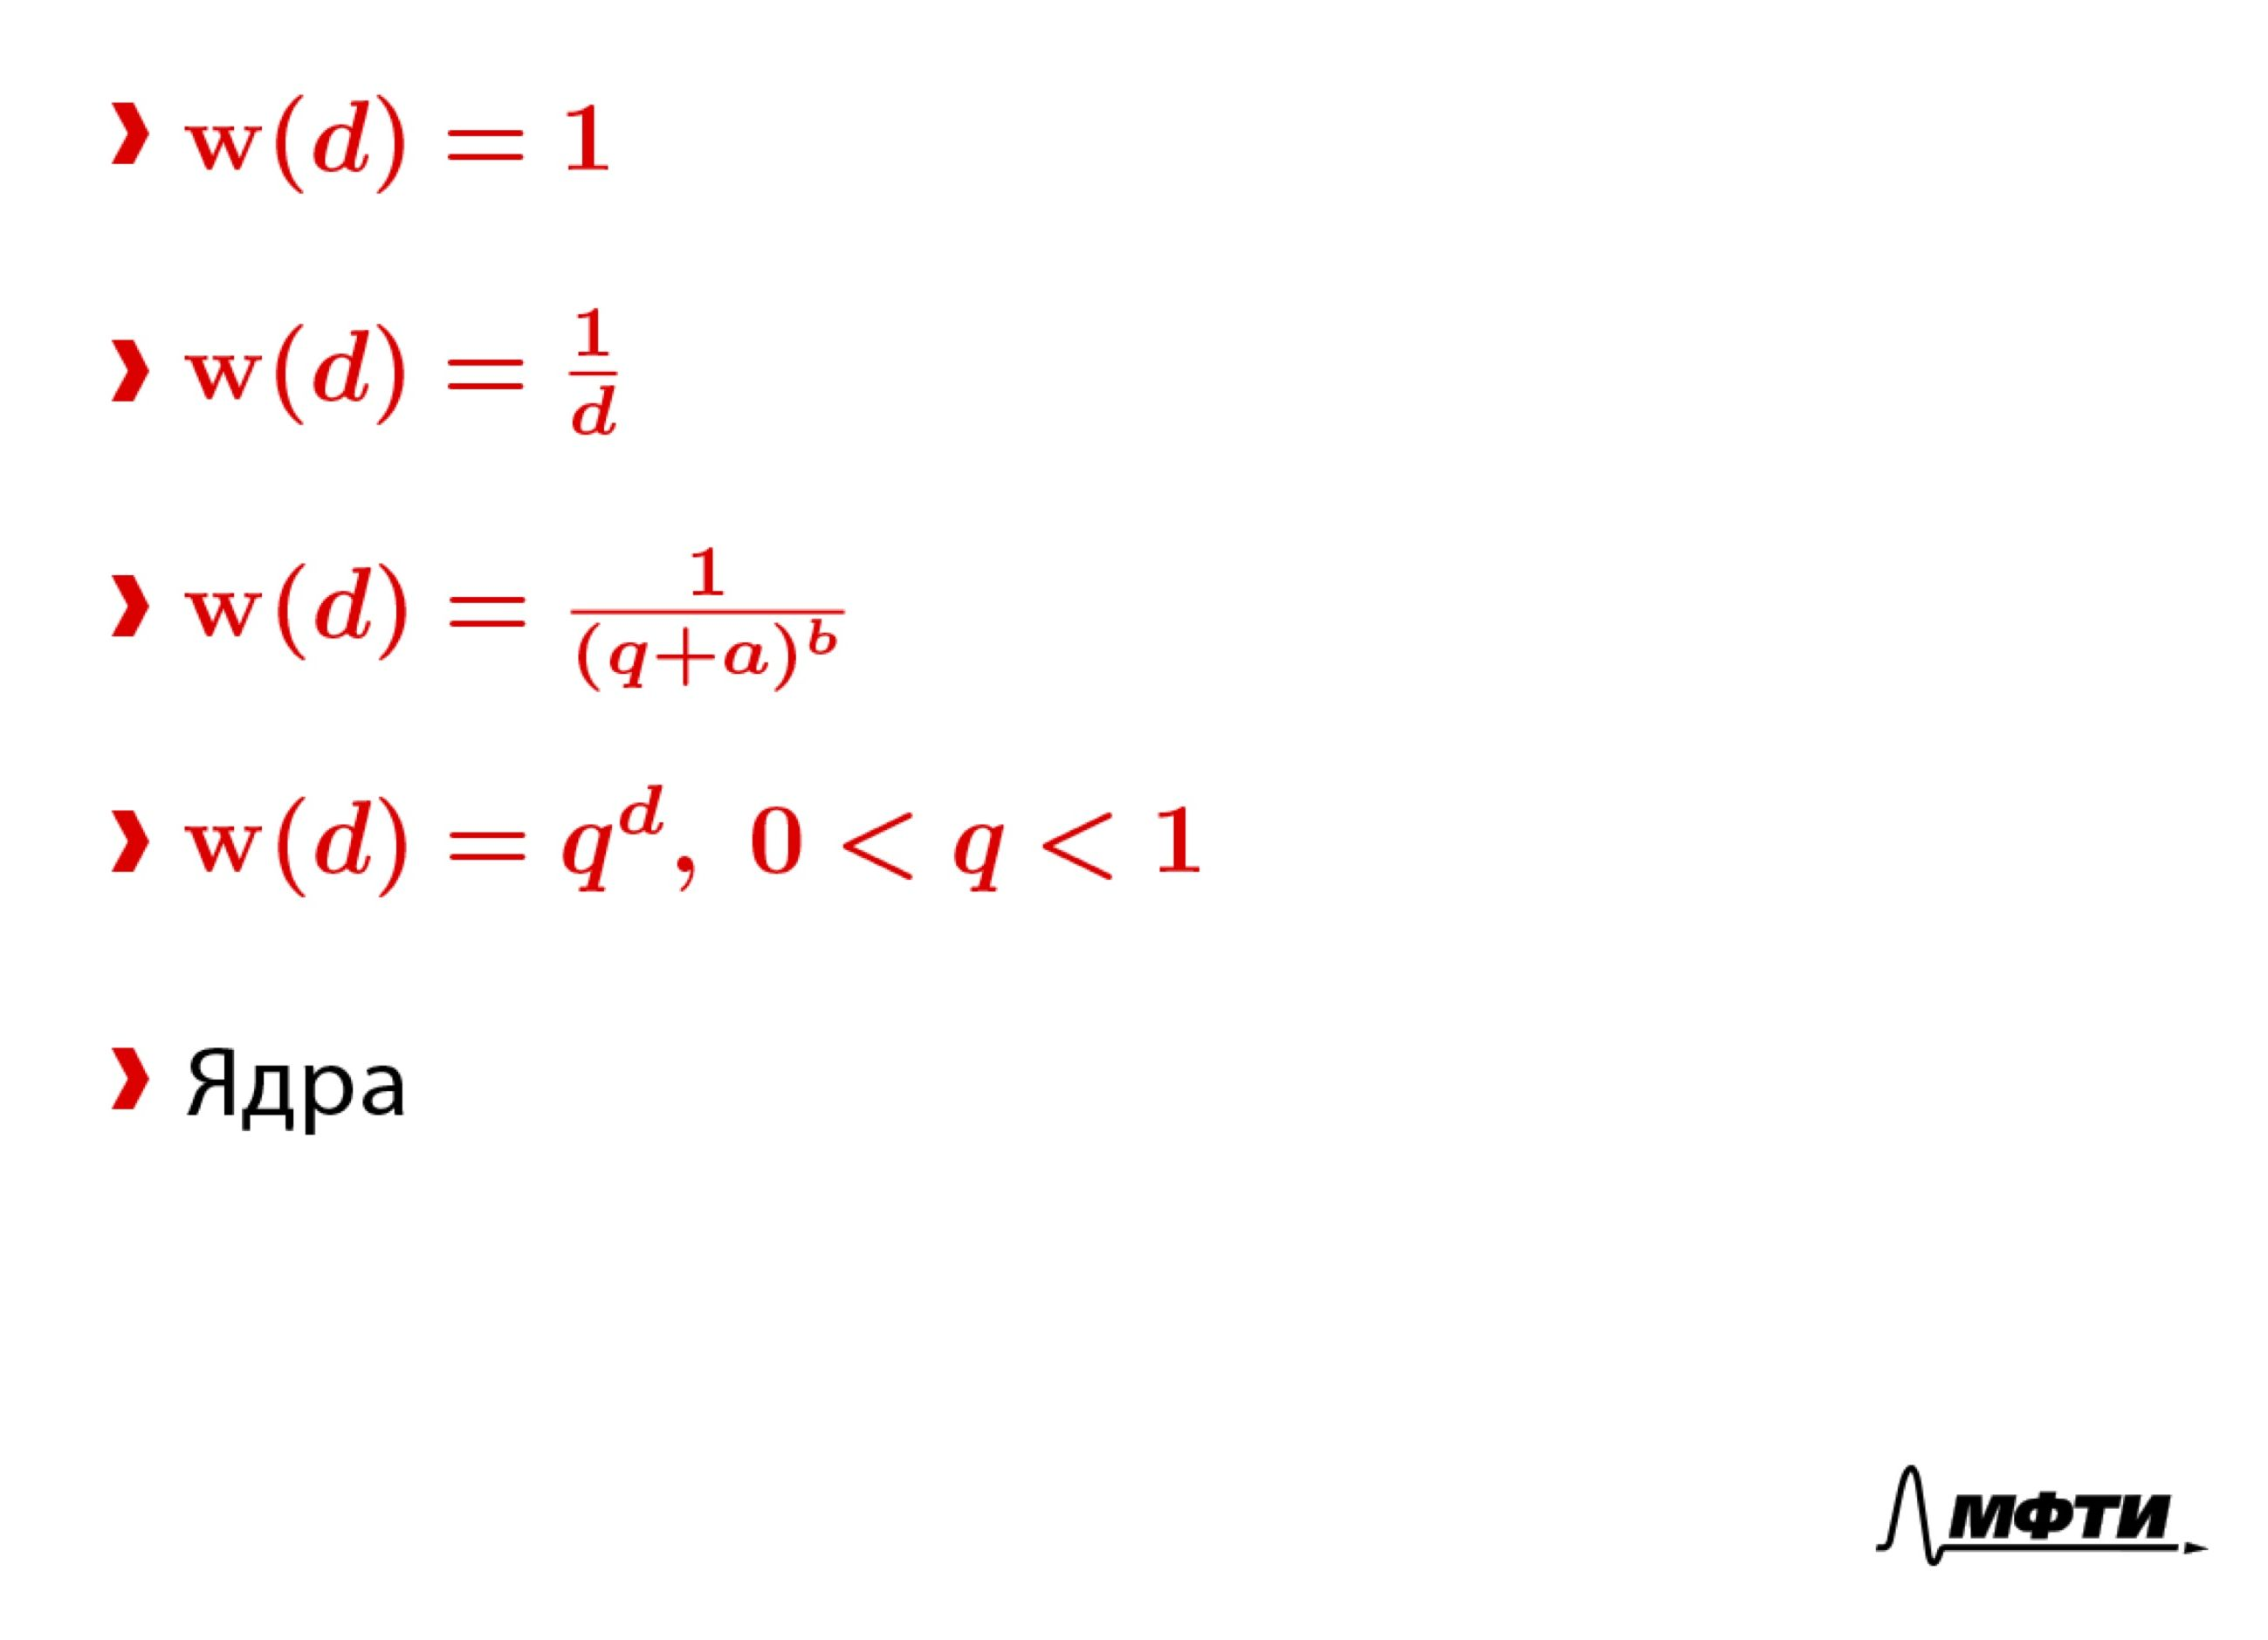 w(d) = 1
w(d) = 1/d
w(d) = 1/(q+a)^b
w(d) = q^d, 0 < q < 1
Ядра
МФТИ